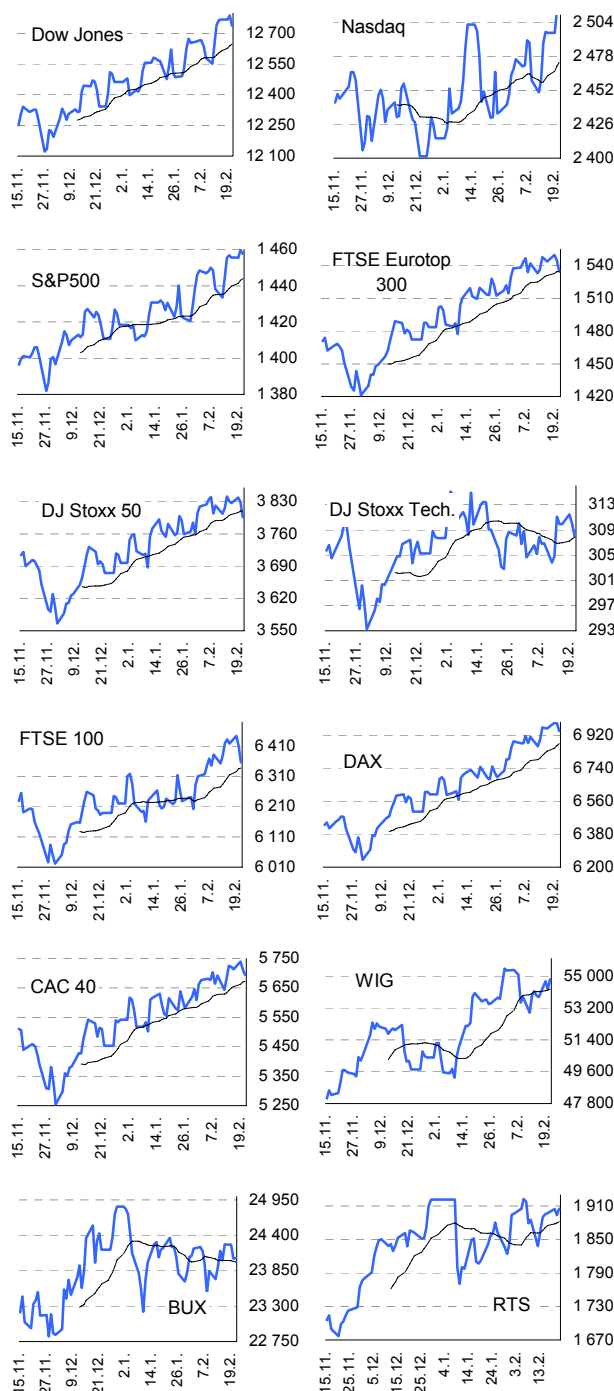 Dow Jones
12 700
12 550
12 400
12 250
12 100
15.11. 27.11. 9.12. 21.12. 2.1. 14.1. 26.1. 7.2. 19.2.
Nasdaq
2 504
2 478
2 452
2 426
2 400
15.11. 27.11. 9.12. 21.12. 2.1. 14.1. 26.1. 7.2. 19.2.
S&P500
1 460
1 440
1 420
1 400
1 380
15.11. 27.11. 9.12. 21.12. 2.1. 14.1. 26.1. 7.2. 19.2.
FTSE Eurotop
300
1 540
1 510
1 480
1 450
1 420
15.11. 27.11. 9.12. 21.12. 2.1. 14.1. 26.1. 7.2. 19.2.
DJ Stoxx 50
3 830
3 760
3 690
3 620
3 550
15.11. 27.11. 9.12. 21.12. 2.1. 14.1. 26.1. 7.2. 19.2.
DJ Stoxx Tech.
313
309
305
301
297
293
15.11. 27.11. 9.12. 21.12. 2.1. 14.1. 26.1. 7.2. 19.2.
FTSE 100
6 410
6 310
6 210
6 110
6 010
15.11. 27.11. 9.12. 21.12. 2.1. 14.1. 26.1. 7.2. 19.2.
DAX
6 920
6 740
6 560
6 380
6 200
15.11. 27.11. 9.12. 21.12. 2.1. 14.1. 26.1. 7.2. 19.2.
CAC 40
5 750
5 650
5 550
5 450
5 350
5 250
15.11. 27.11. 9.12. 21.12. 2.1. 14.1. 26.1. 7.2. 19.2.
WIG
55 000
53 200
51 400
49 600
47 800
15.11. 27.11. 9.12. 21.12. 2.1. 14.1. 26.1. 7.2. 19.2.
BUX
24 950
24 400
23 850
23 300
22 750
15.11. 27.11. 9.12. 21.12. 2.1. 14.1. 26.1. 7.2. 19.2.
RTS
1 910
1 850
1 790
1 730
1 670
15.11. 25.11. 5.12. 15.12. 25.12. 4.1. 14.1. 24.1. 3.2. 13.2.